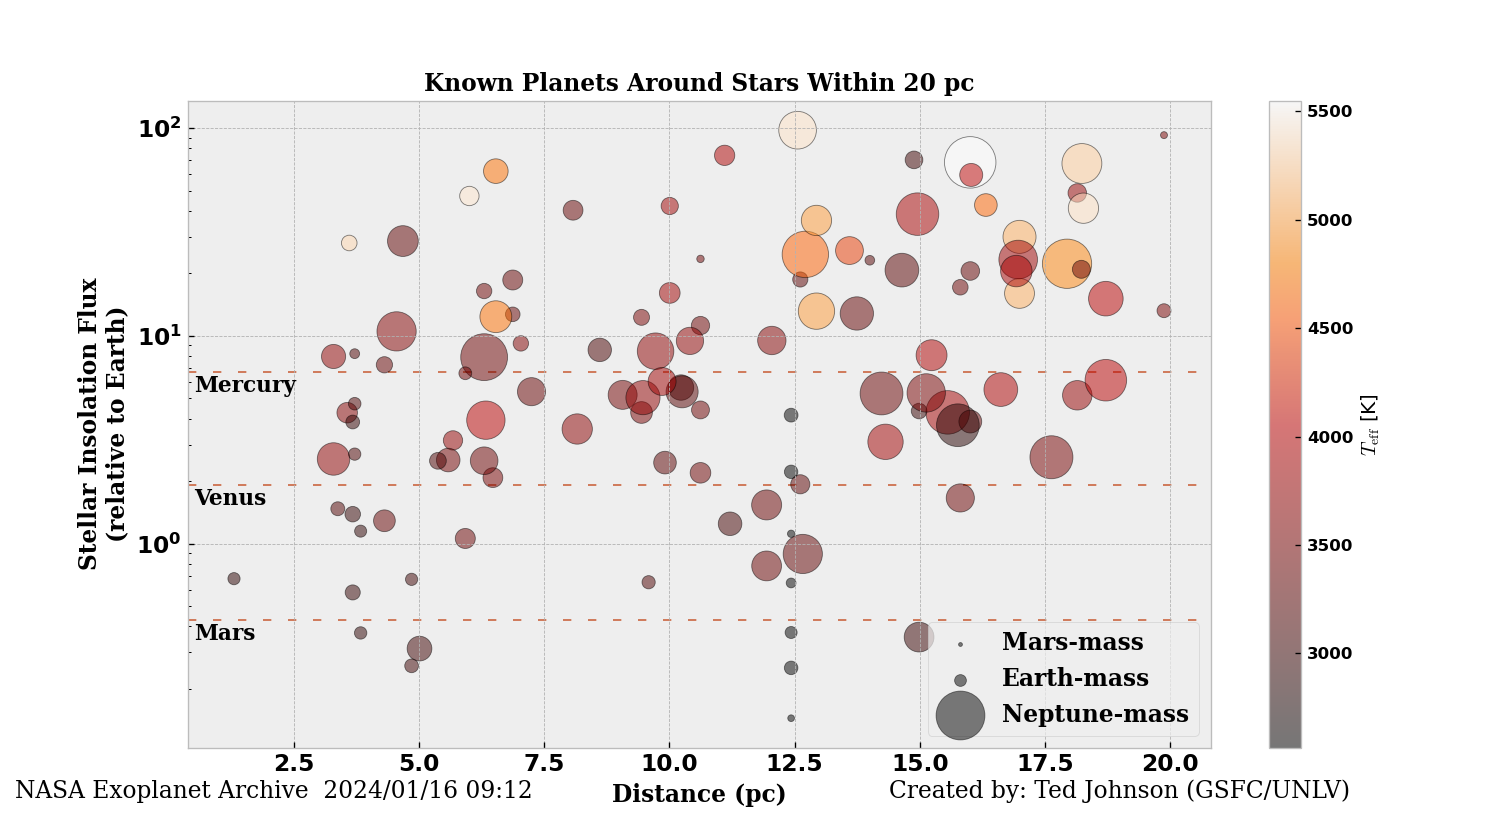 Known Planets Around Stars Within 20 pc
Stellar Insolation Flux
(relative to Earth)
10²
10¹
10⁰
Mercury
Venus
Mars
Mars-mass
Earth-mass
Neptune-mass
2.5 5.0 7.5 10.0 12.5 15.0 17.5 20.0
Distance (pc)
5500
5000
4500
4000
3500
3000
T_eff [K]
NASA Exoplanet Archive 2024/01/16 09:12
Created by: Ted Johnson (GSFC/UNLV)